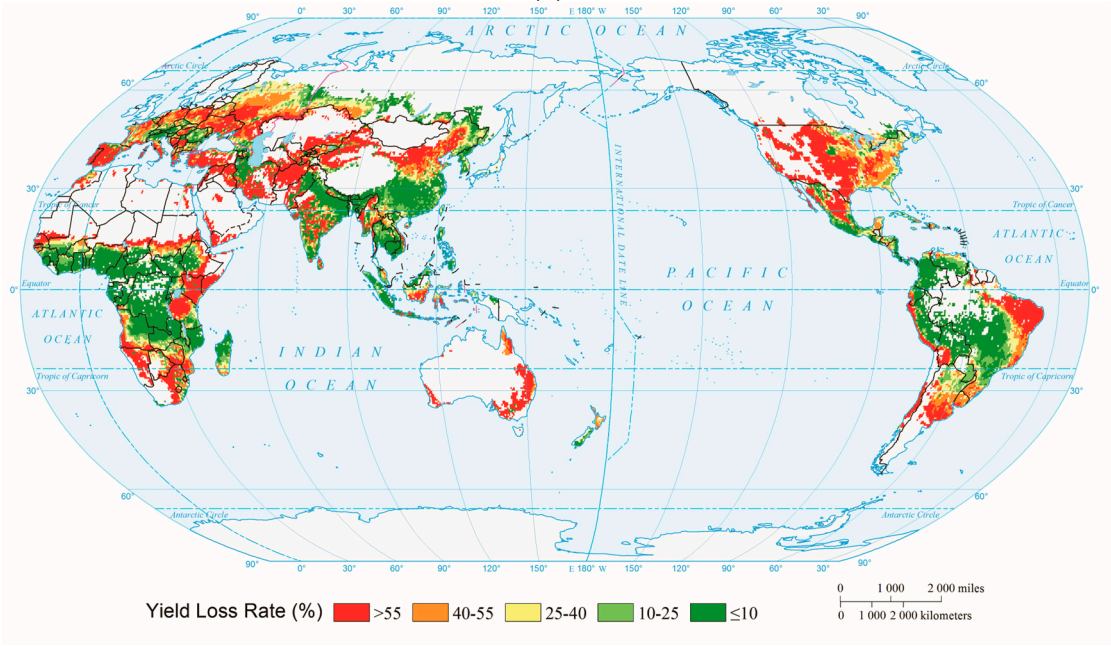 90° 0° 30° 60° 90° 120° 150° E 180° W 150° 120° 90° 60° 30° 90°
ARCTIC OCEAN
Arctic Circle Arctic Circle
60° 60°
30° 30°
Tropic of Cancer Tropic of Cancer
INTERNATIONAL DATE LINE
ATLANTIC
OCEAN
PACIFIC
OCEAN
Equator Equator
0° 0°
ATLANTIC
OCEAN
INDIAN
OCEAN
Tropic of Capricorn Tropic of Capricorn
30° 30°
60° 60°
Antarctic Circle Antarctic Circle
90° 0° 30° 60° 90° 120° 150° E 180° W 150° 120° 90° 60° 30° 90°
0 1 000 2 000 miles
0 1 000 2 000 kilometers
Yield Loss Rate (%) >55 40-55 25-40 10-25 ≤10